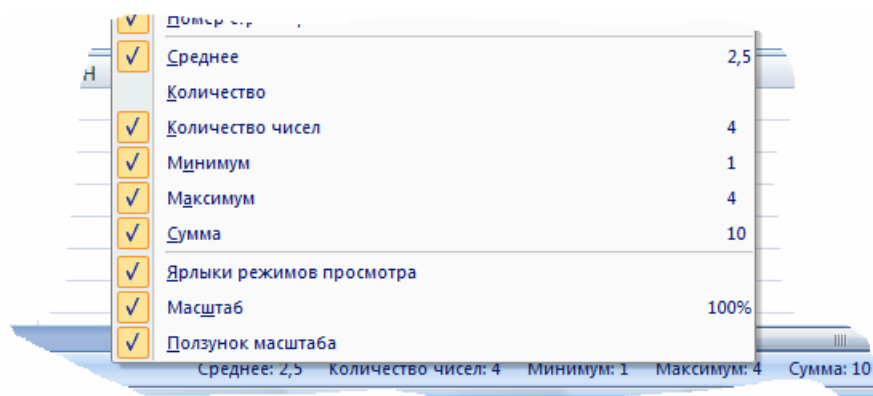 Среднее 2,5
Н
Количество
Количество чисел 4
Минимум 1
Максимум 4
Сумма 10
Ярлыки режимов просмотра
Масштаб 100%
Ползунок масштаба
Среднее: 2,5 Количество чисел: 4 Минимум: 1 Максимум: 4 Сумма: 10